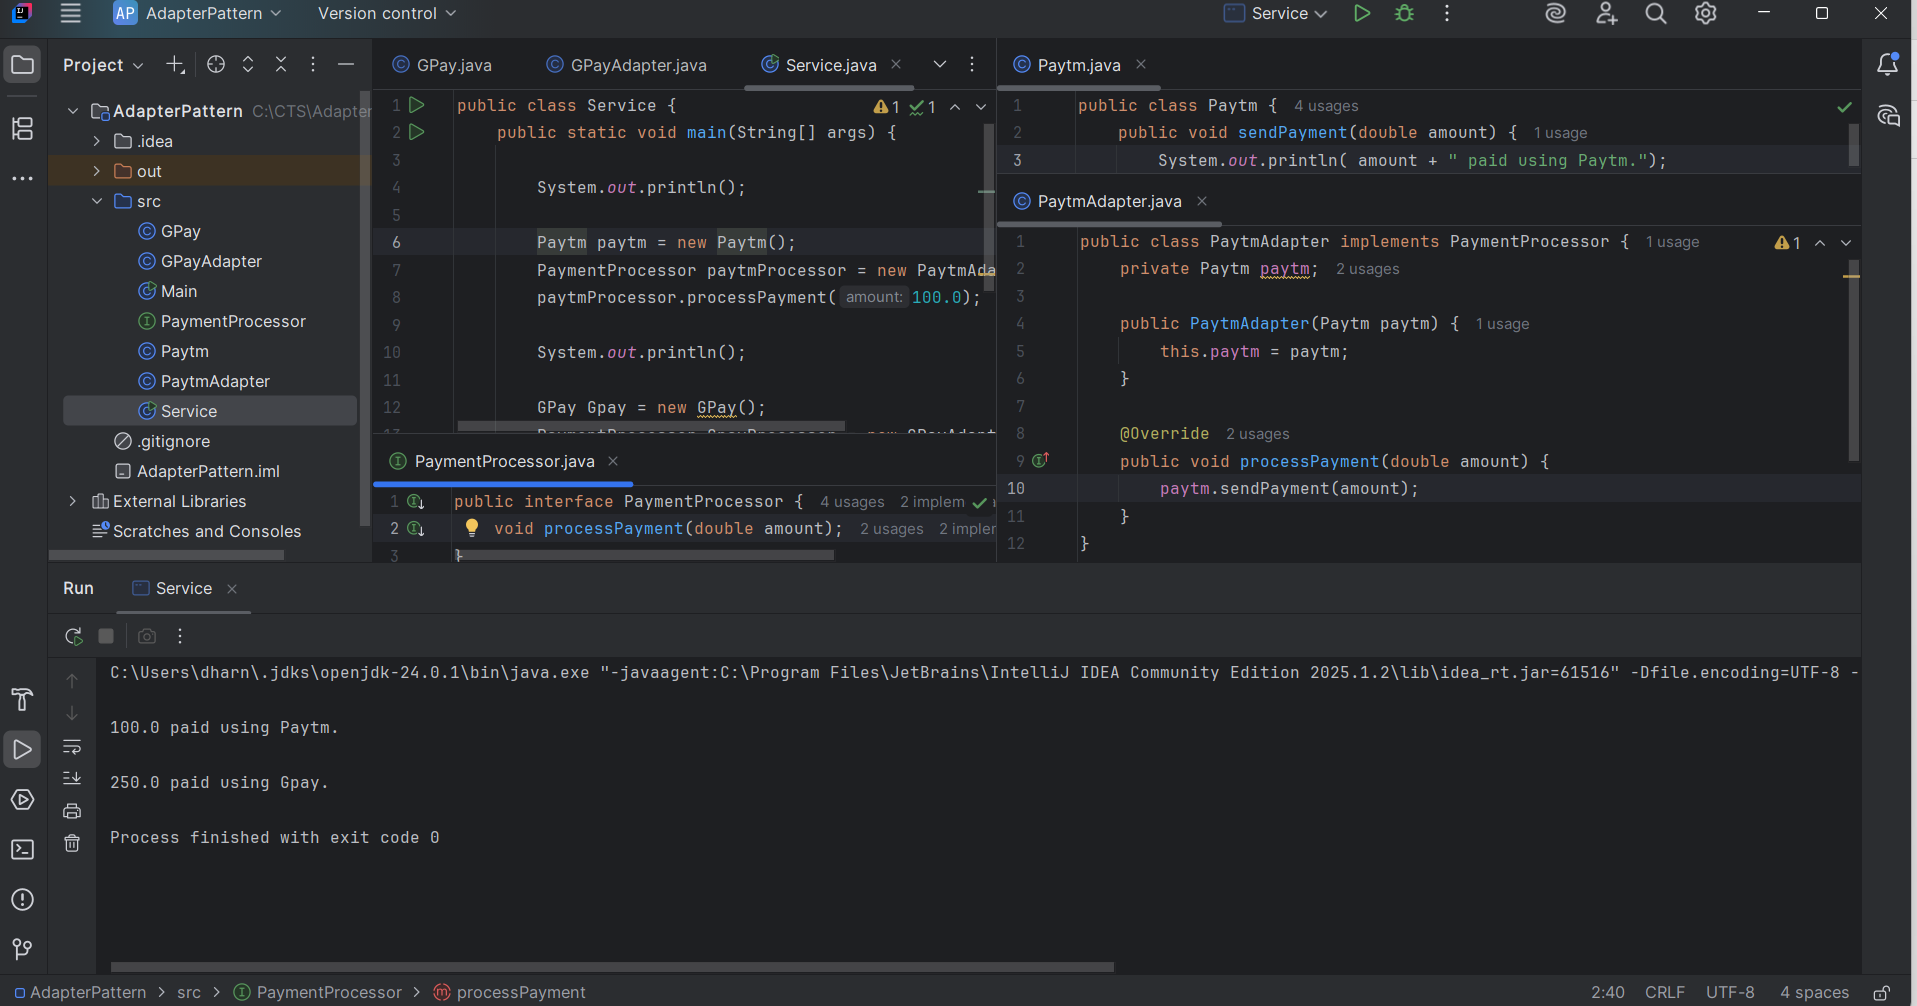 AP AdapterPattern Version control Service
Project
AdapterPattern C:\CTS\Adapter
.idea
out
src
GPay
GPayAdapter
Main
PaymentProcessor
Paytm
PaytmAdapter
Service
.gitignore
AdapterPattern.iml
External Libraries
Scratches and Consoles
GPay.java GPayAdapter.java Service.java
1 public class Service { 1 1
2 public static void main(String[] args) {
3
4 System.out.println();
5
6 Paytm paytm = new Paytm();
7 PaymentProcessor paytmProcessor = new PaytmAda
8 paytmProcessor.processPayment( amount: 100.0);
9
10 System.out.println();
11
12 GPay Gpay = new GPay();
PaymentProcessor.java
1 public interface PaymentProcessor { 4 usages 2 implem
2 void processPayment(double amount); 2 usages 2 implem
3 }
Paytm.java
1 public class Paytm { 4 usages
2 public void sendPayment(double amount) { 1 usage
3 System.out.println( amount + " paid using Paytm.");
PaytmAdapter.java
1 public class PaytmAdapter implements PaymentProcessor { 1 usage 1
2 private Paytm paytm; 2 usages
3
4 public PaytmAdapter(Paytm paytm) { 1 usage
5 this.paytm = paytm;
6 }
7
8 @Override 2 usages
9 public void processPayment(double amount) {
10 paytm.sendPayment(amount);
11 }
12 }
Run Service
C:\Users\dharn\.jdks\openjdk-24.0.1\bin\java.exe "-javaagent:C:\Program Files\JetBrains\IntelliJ IDEA Community Edition 2025.1.2\lib\idea_rt.jar=61516" -Dfile.encoding=UTF-8 -
100.0 paid using Paytm.
250.0 paid using Gpay.
Process finished with exit code 0
AdapterPattern > src > PaymentProcessor > processPayment 2:40 CRLF UTF-8 4 spaces